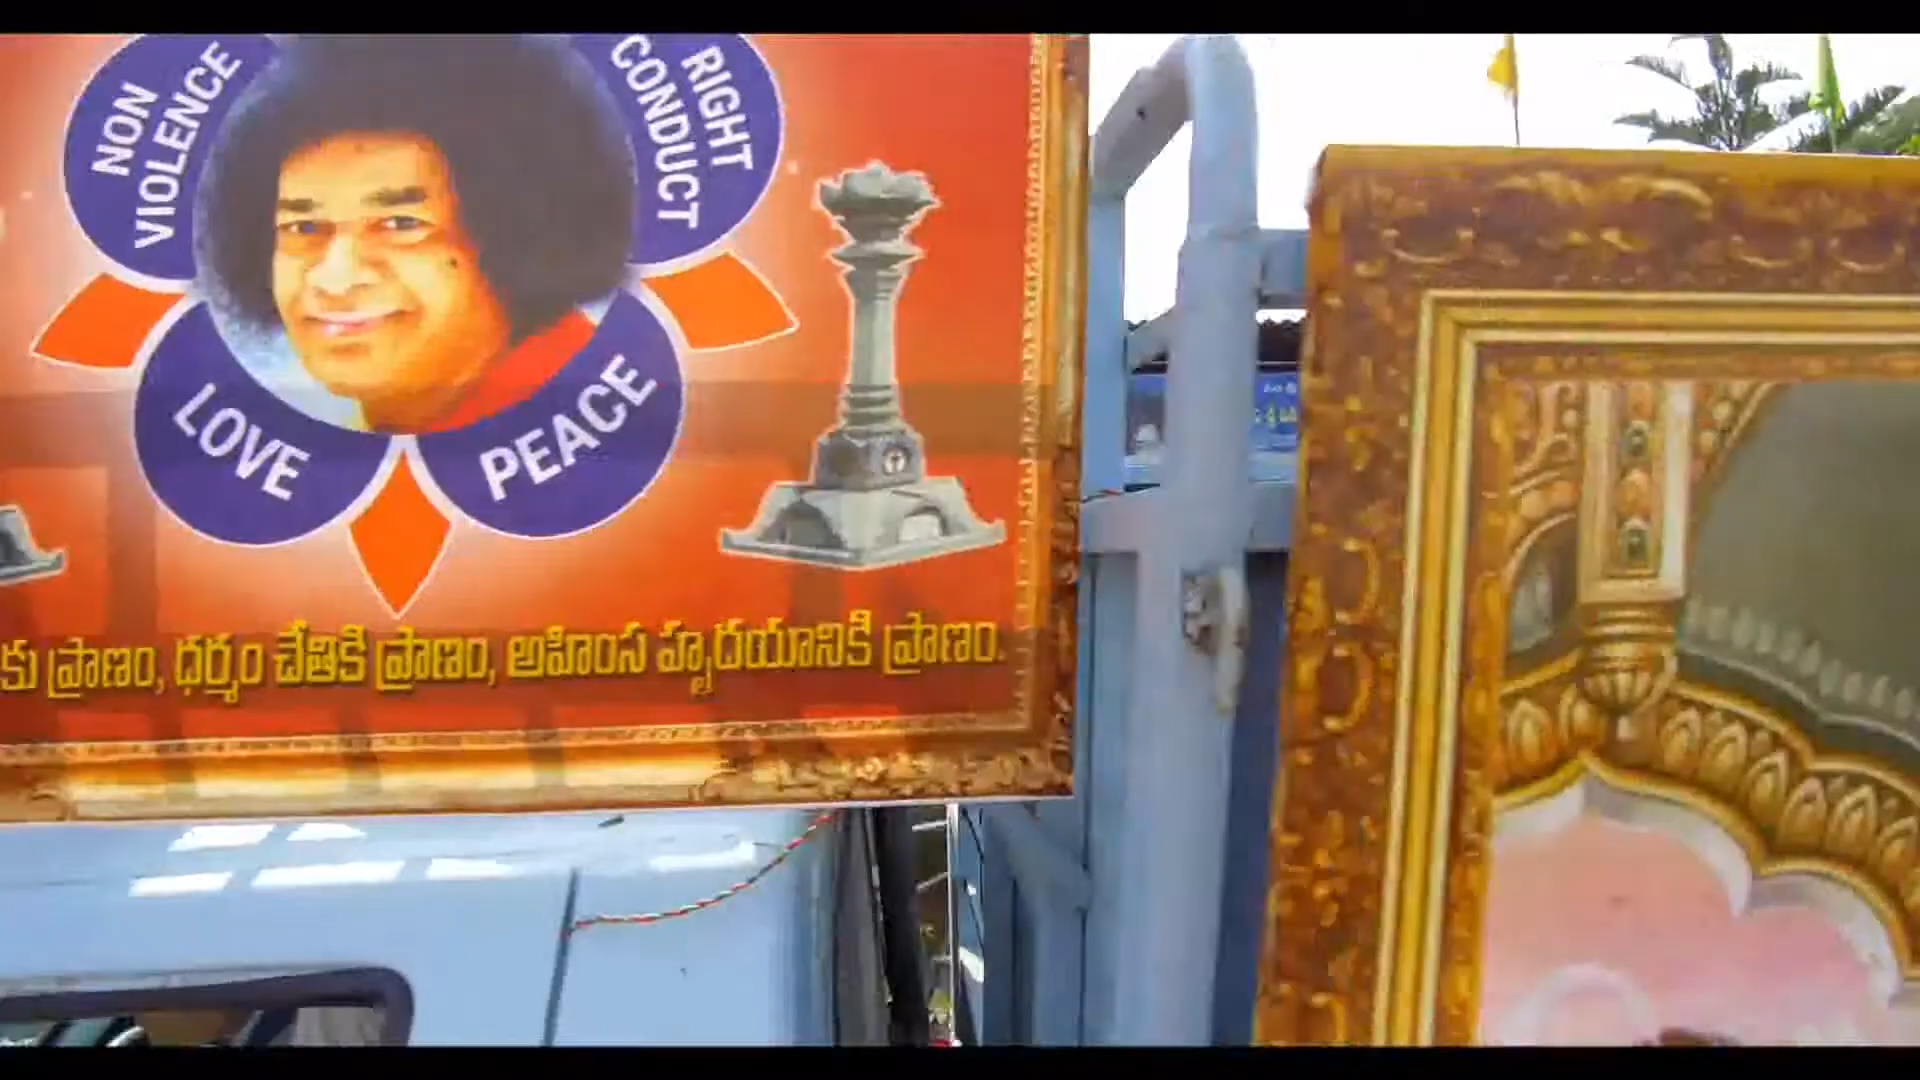 NON
VIOLENCE
RIGHT
CONDUCT
LOVE
PEACE
కు ప్రాణం, ధర్మం చేతికి ప్రాణం, అహింస హృదయానికి ప్రాణం.